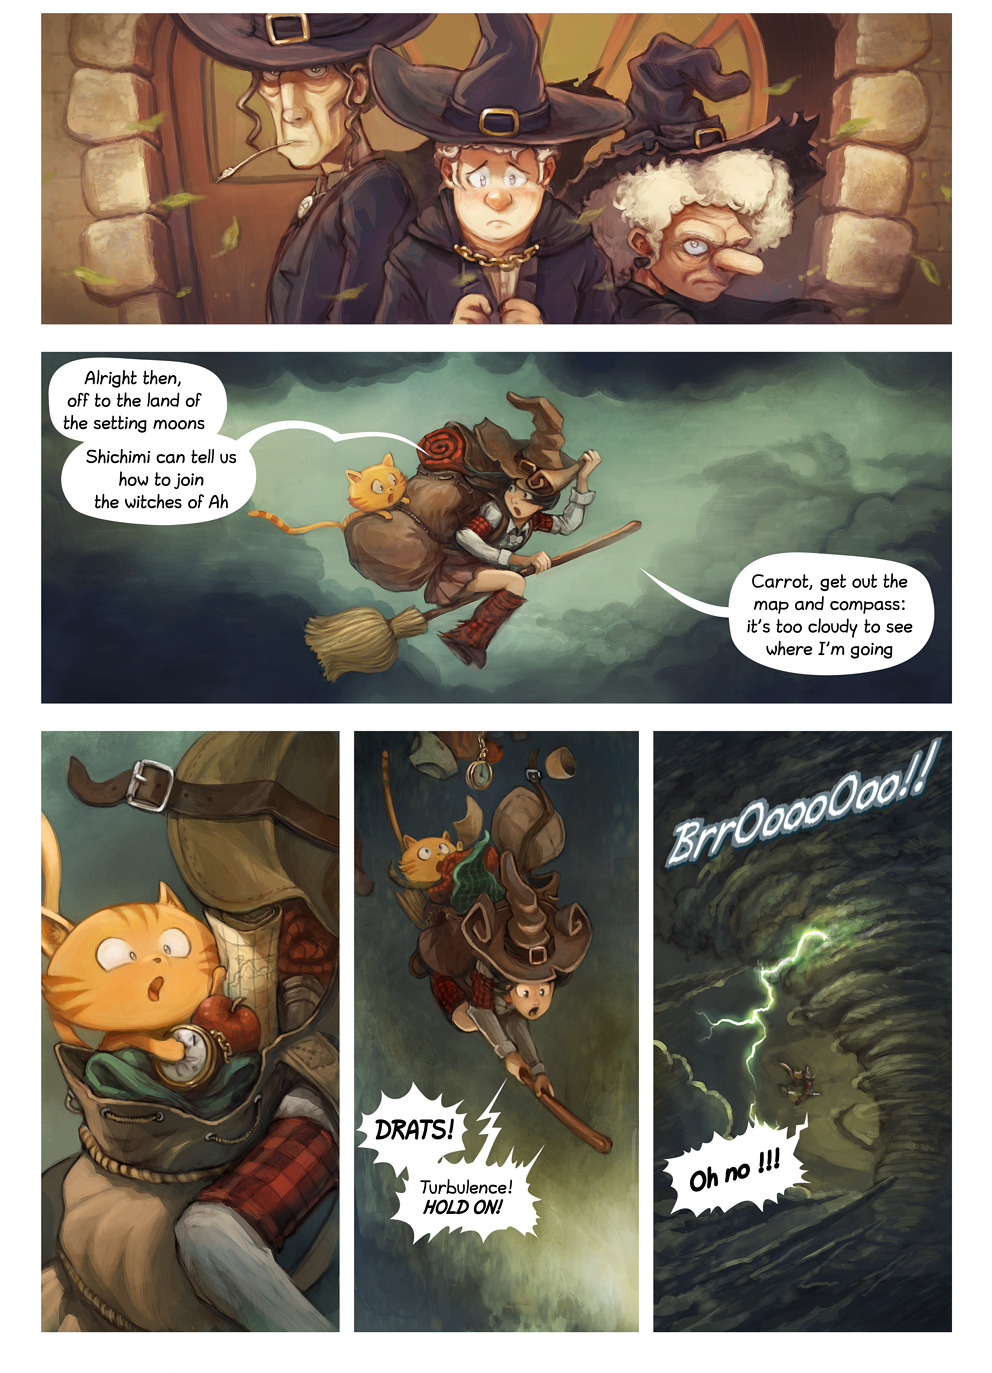 Alright then,
off to the land of
the setting moons
Shichimi can tell us
how to join
the witches of Ah
Carrot, get out the
map and compass:
it's too cloudy to see
where I'm going
DRATS!
Turbulence!
HOLD ON!
BrrOoooOoo!!
Oh no !!!